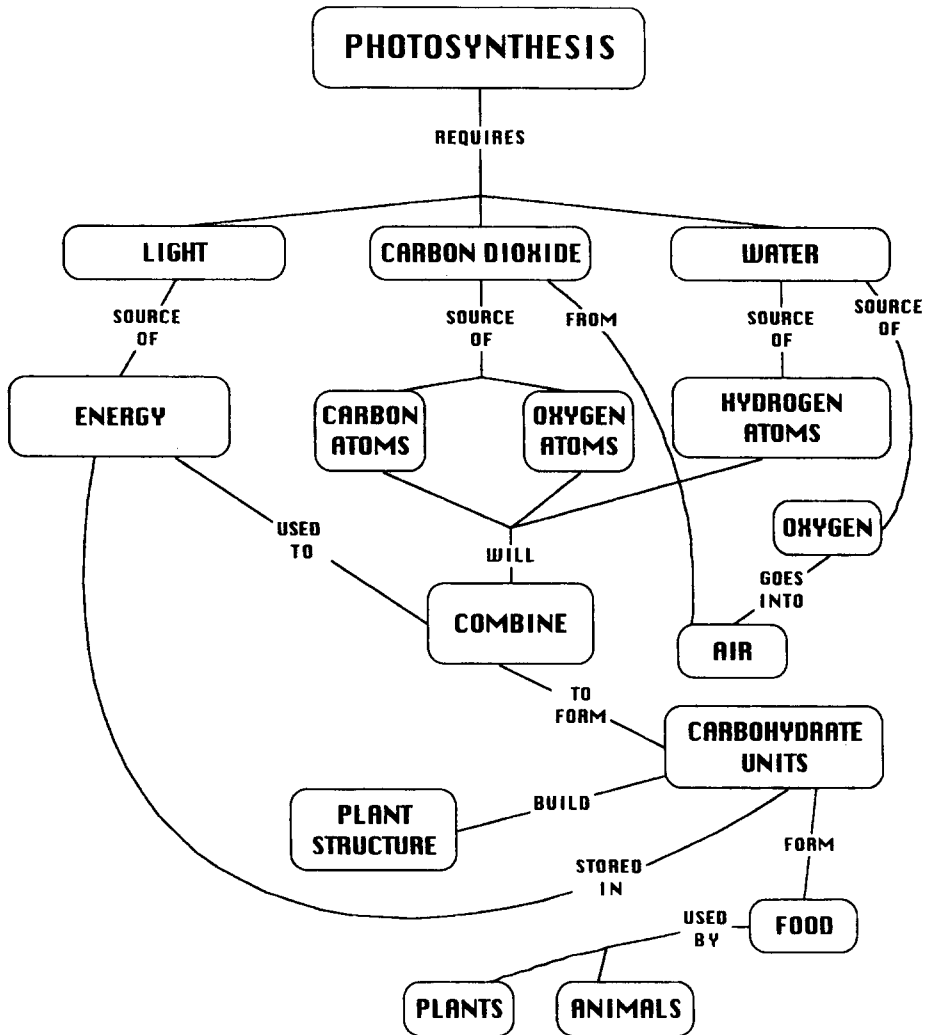 PHOTOSYNTHESIS
REQUIRES
LIGHT
CARBON DIOXIDE
WATER
SOURCE
OF
SOURCE
OF
FROM
SOURCE
OF
SOURCE
OF
ENERGY
CARBON
ATOMS
OXYGEN
ATOMS
HYDROGEN
ATOMS
USED
TO
WILL
OXYGEN
GOES
INTO
COMBINE
AIR
TO
FORM
CARBOHYDRATE
UNITS
PLANT
STRUCTURE
BUILD
STORED
IN
FORM
USED
BY
FOOD
PLANTS
ANIMALS